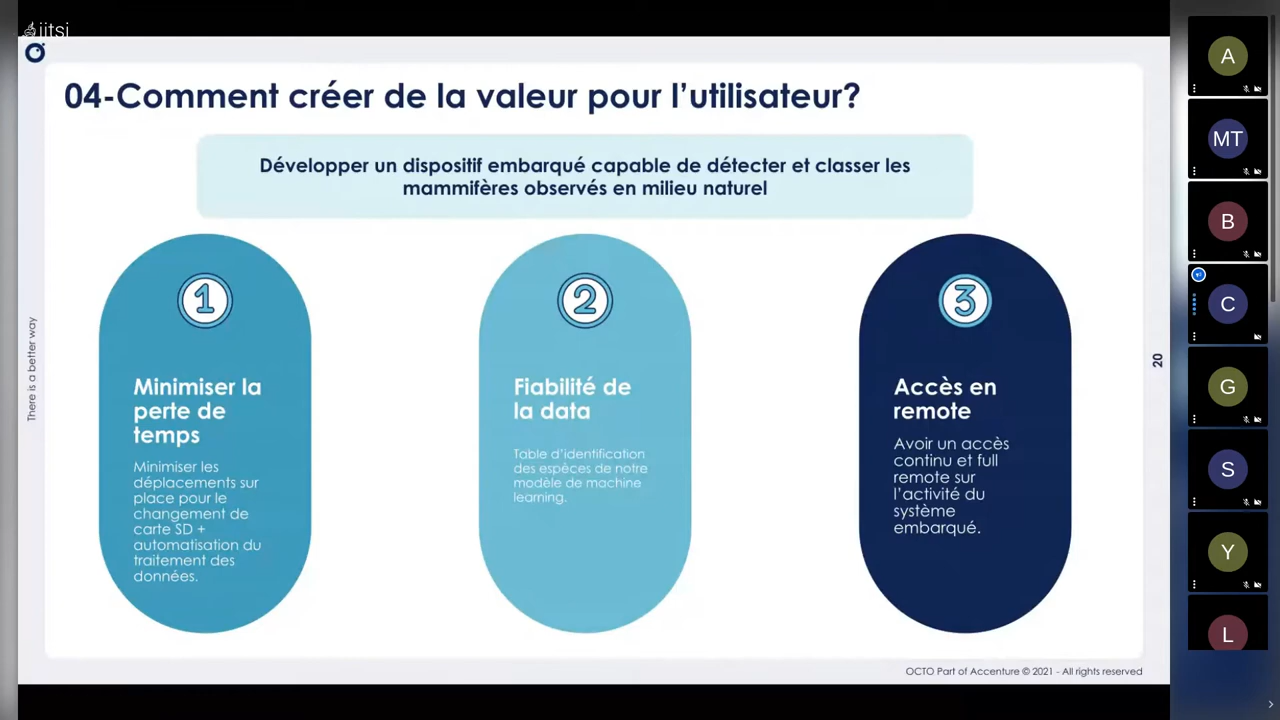 jitsi
04-Comment créer de la valeur pour l'utilisateur?
Développer un dispositif embarqué capable de détecter et classer les
mammifères observés en milieu naturel
1
Minimiser la
perte de
temps
Minimiser les
déplacements sur
place pour le
changement de
carte SD +
automatisation du
traitement des
données.
2
Fiabilité de
la data
Table d'identification
des espèces de notre
modèle de machine
learning.
3
Accès en
remote
Avoir un accès
continu et full
remote sur
l'activité du
système
embarqué.
There is a better way
20
OCTO Part of Accenture © 2021 - All rights reserved
A
MT
B
C
G
S
Y
L